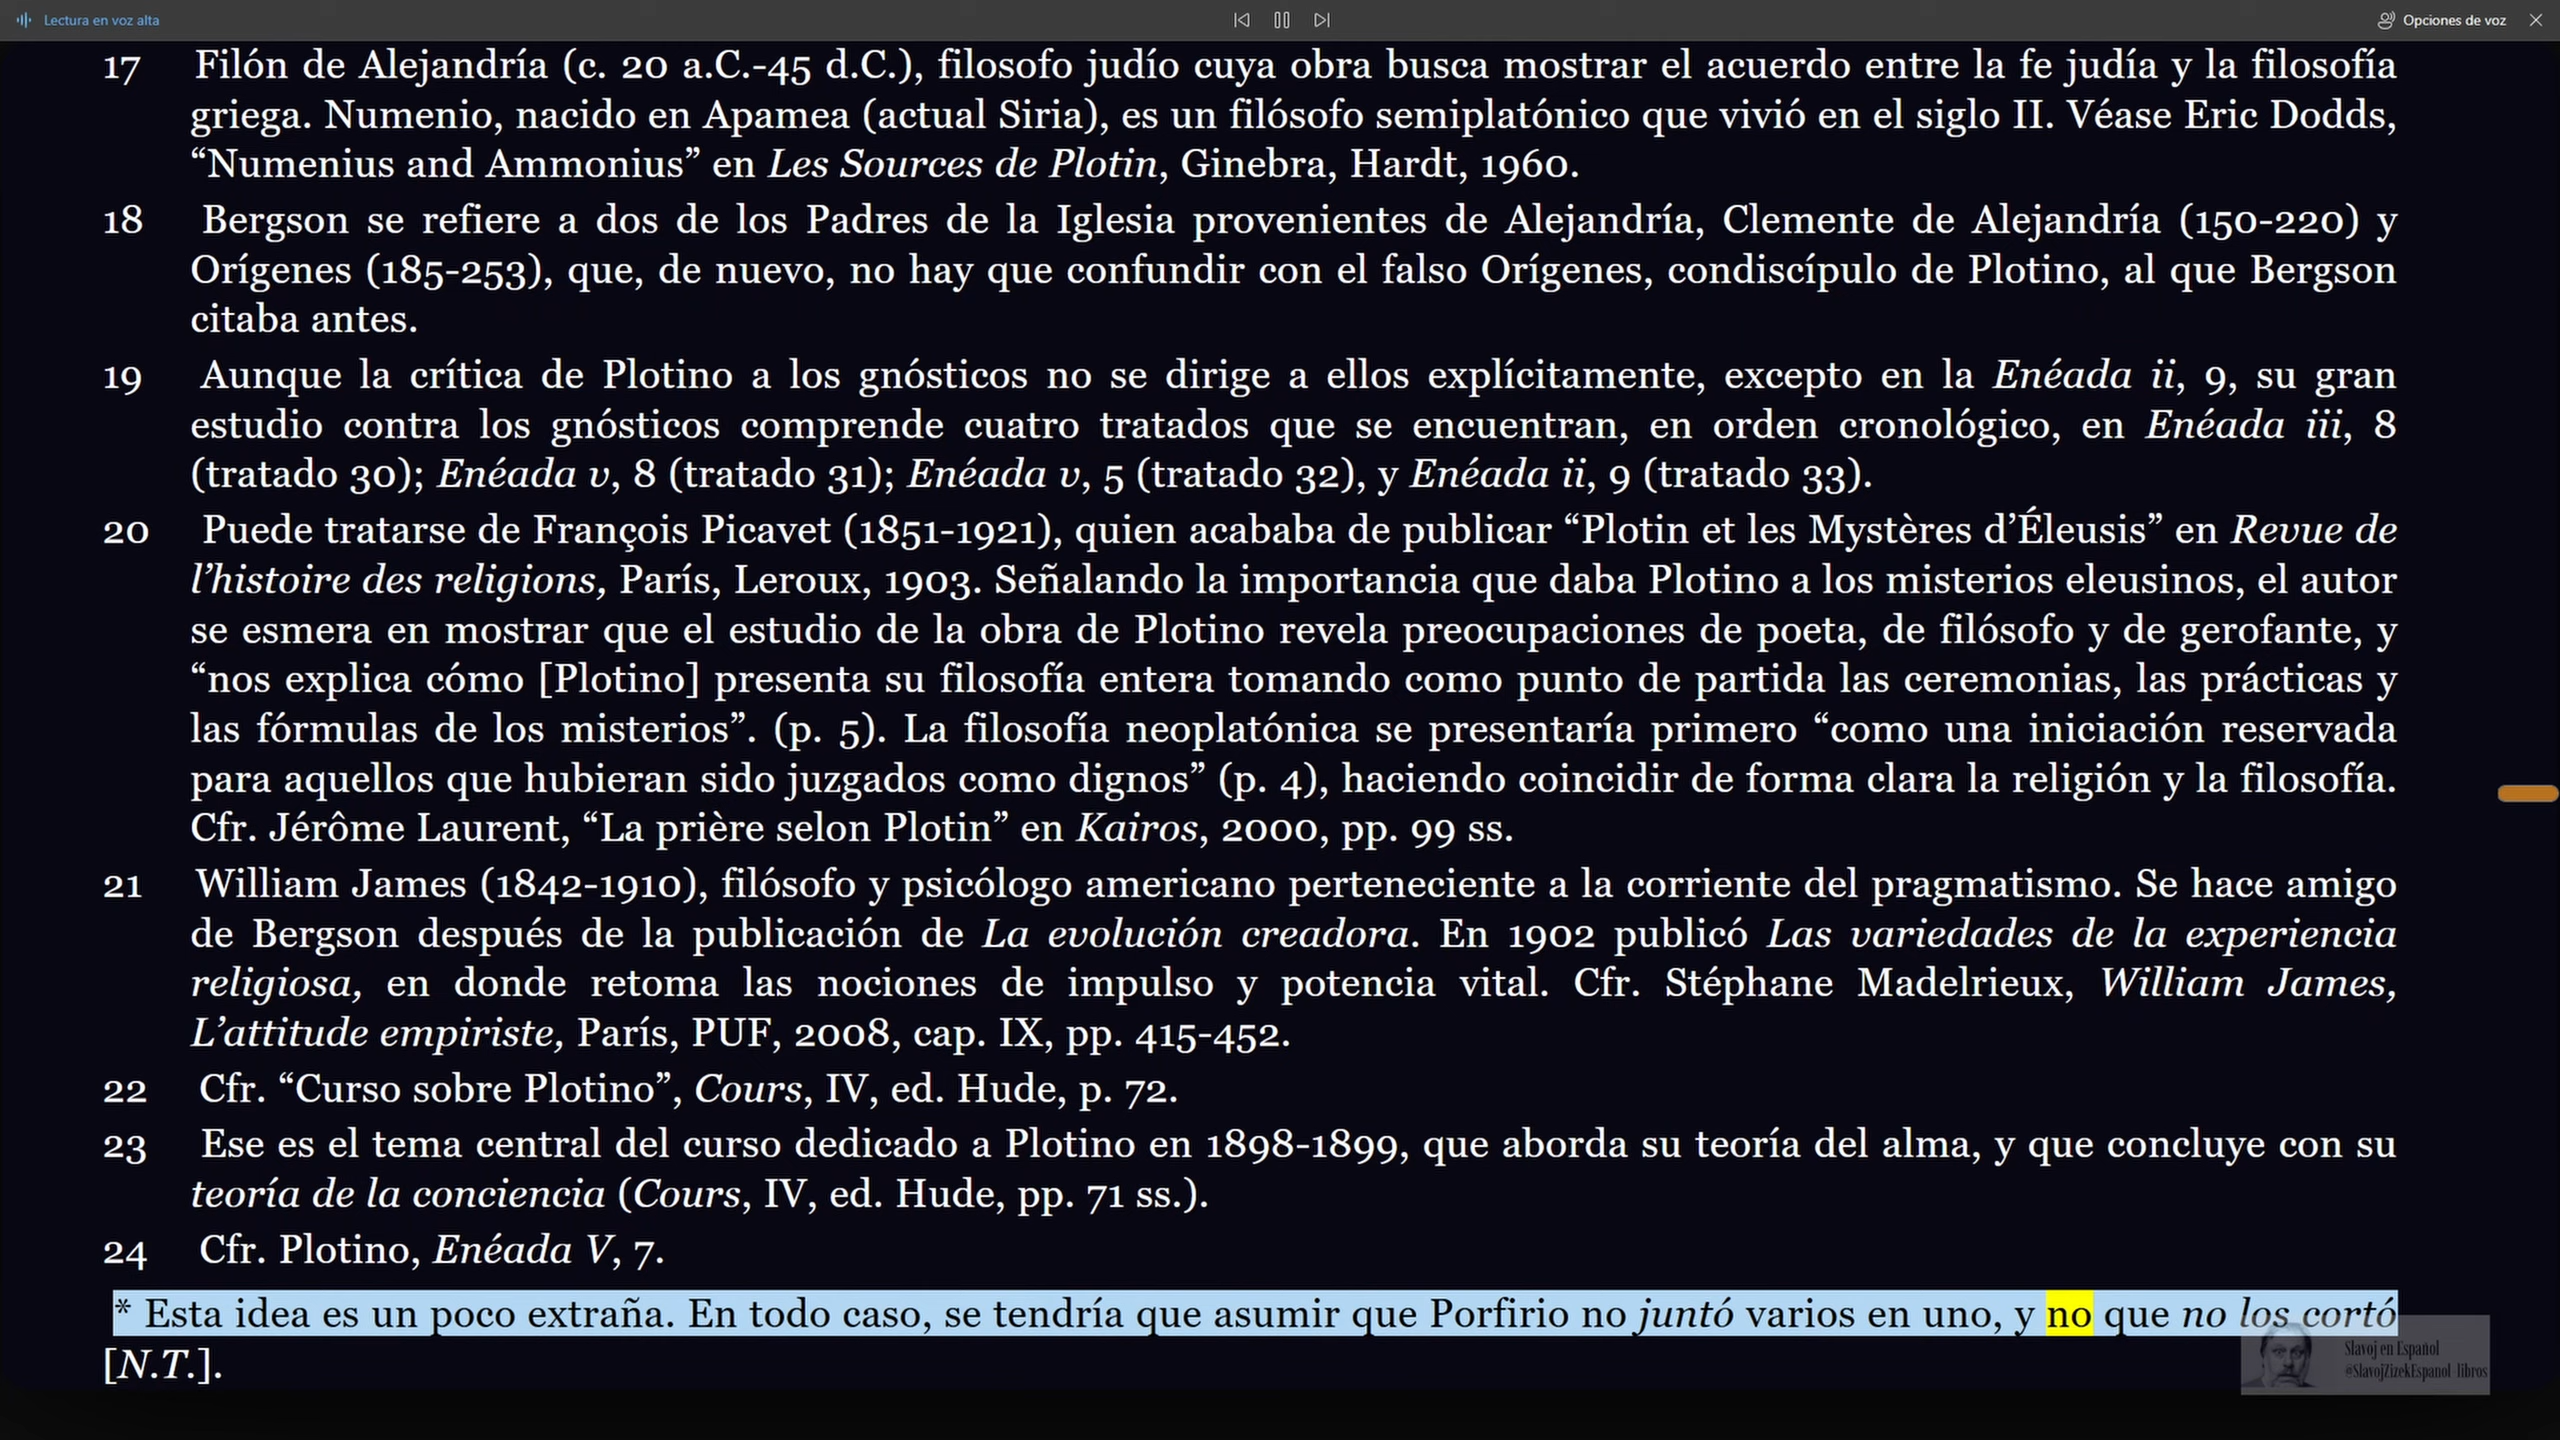 Lectura en voz alta
Opciones de voz
17 Filón de Alejandría (c. 20 a.C.-45 d.C.), filosofo judío cuya obra busca mostrar el acuerdo entre la fe judía y la filosofía
griega. Numenio, nacido en Apamea (actual Siria), es un filósofo semiplatónico que vivió en el siglo II. Véase Eric Dodds,
“Numenius and Ammonius” en Les Sources de Plotin, Ginebra, Hardt, 1960.
18 Bergson se refiere a dos de los Padres de la Iglesia provenientes de Alejandría, Clemente de Alejandría (150-220) y
Orígenes (185-253), que, de nuevo, no hay que confundir con el falso Orígenes, condiscípulo de Plotino, al que Bergson
citaba antes.
19 Aunque la crítica de Plotino a los gnósticos no se dirige a ellos explícitamente, excepto en la Enéada ii, 9, su gran
estudio contra los gnósticos comprende cuatro tratados que se encuentran, en orden cronológico, en Enéada iii, 8
(tratado 30); Enéada v, 8 (tratado 31); Enéada v, 5 (tratado 32), y Enéada ii, 9 (tratado 33).
20 Puede tratarse de François Picavet (1851-1921), quien acababa de publicar “Plotin et les Mystères d’Éleusis” en Revue de
l’histoire des religions, París, Leroux, 1903. Señalando la importancia que daba Plotino a los misterios eleusinos, el autor
se esmera en mostrar que el estudio de la obra de Plotino revela preocupaciones de poeta, de filósofo y de gerofante, y
“nos explica cómo [Plotino] presenta su filosofía entera tomando como punto de partida las ceremonias, las prácticas y
las fórmulas de los misterios”. (p. 5). La filosofía neoplatónica se presentaría primero “como una iniciación reservada
para aquellos que hubieran sido juzgados como dignos” (p. 4), haciendo coincidir de forma clara la religión y la filosofía.
Cfr. Jérôme Laurent, “La prière selon Plotin” en Kairos, 2000, pp. 99 ss.
21 William James (1842-1910), filósofo y psicólogo americano perteneciente a la corriente del pragmatismo. Se hace amigo
de Bergson después de la publicación de La evolución creadora. En 1902 publicó Las variedades de la experiencia
religiosa, en donde retoma las nociones de impulso y potencia vital. Cfr. Stéphane Madelrieux, William James,
L’attitude empiriste, París, PUF, 2008, cap. IX, pp. 415-452.
22 Cfr. “Curso sobre Plotino”, Cours, IV, ed. Hude, p. 72.
23 Ese es el tema central del curso dedicado a Plotino en 1898-1899, que aborda su teoría del alma, y que concluye con su
teoría de la conciencia (Cours, IV, ed. Hude, pp. 71 ss.).
24 Cfr. Plotino, Enéada V, 7.
* Esta idea es un poco extraña. En todo caso, se tendría que asumir que Porfirio no juntó varios en uno, y no que no los cortó
[N.T.].
Slavoj en Español
@SlavojZizekEspanol-libros